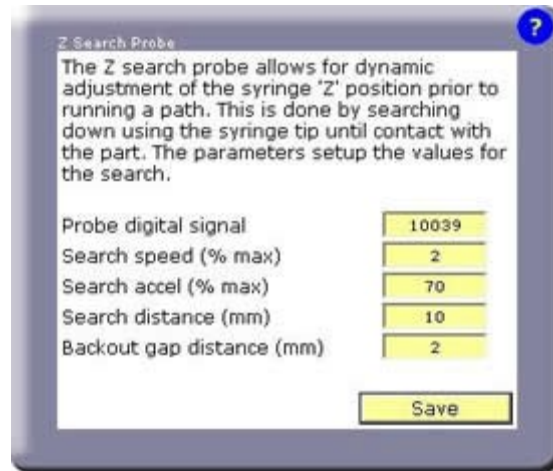 ?
Z Search Probe
The Z search probe allows for dynamic
adjustment of the syringe 'Z' position prior to
running a path. This is done by searching
down using the syringe tip until contact with
the part. The parameters setup the values for
the search.
Probe digital signal 10039
Search speed (% max) 2
Search accel (% max) 70
Search distance (mm) 10
Backout gap distance (mm) 2
Save